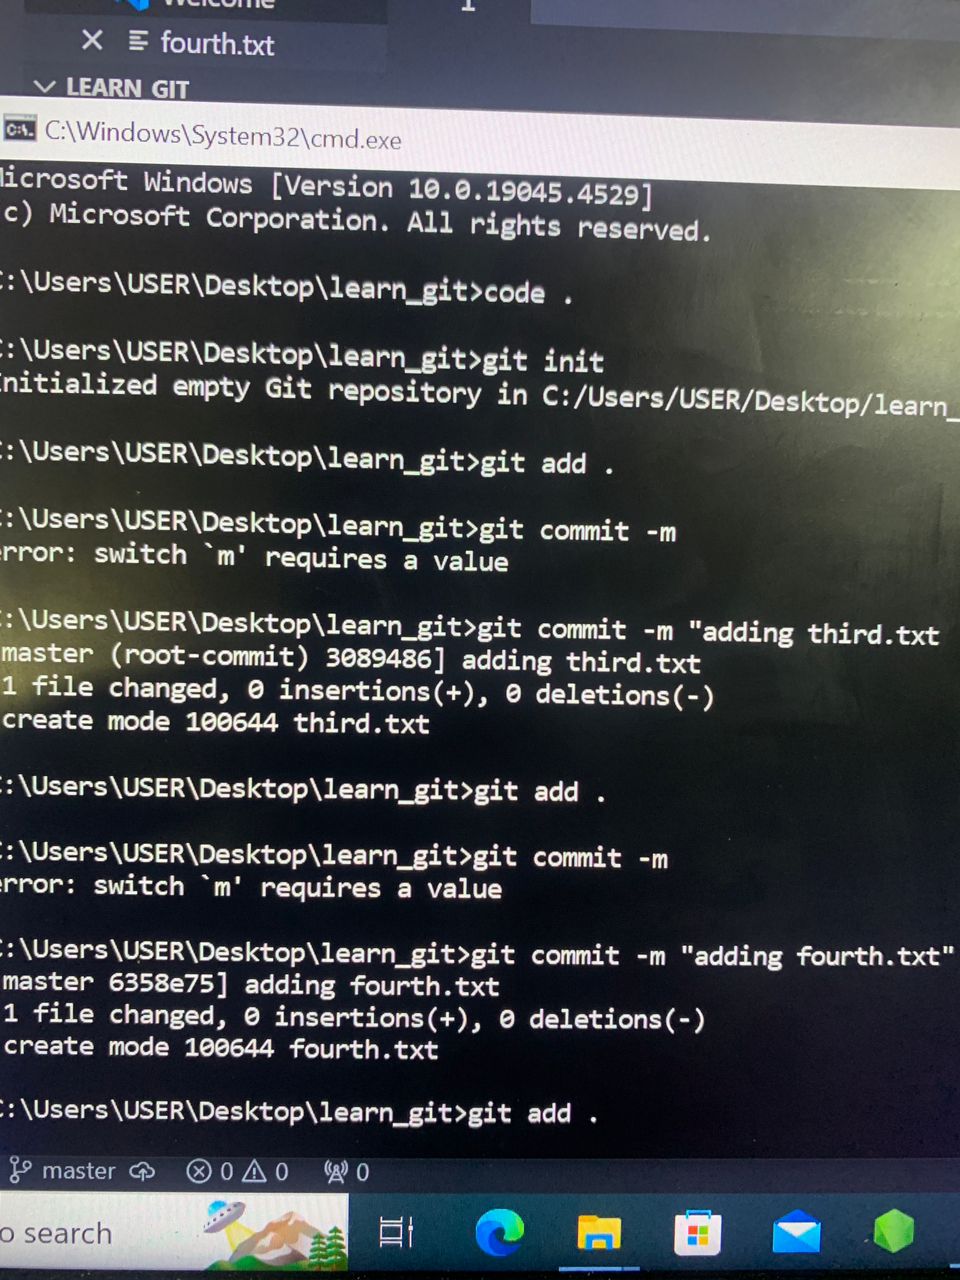 Welcome
1
fourth.txt
LEARN GIT
C:\Windows\System32\cmd.exe
Microsoft Windows [Version 10.0.19045.4529]
c) Microsoft Corporation. All rights reserved.
C:\Users\USER\Desktop\learn_git>code .
C:\Users\USER\Desktop\learn_git>git init
Initialized empty Git repository in C:/Users/USER/Desktop/learn_
C:\Users\USER\Desktop\learn_git>git add .
C:\Users\USER\Desktop\learn_git>git commit -m
error: switch `m' requires a value
C:\Users\USER\Desktop\learn_git>git commit -m "adding third.txt
master (root-commit) 3089486] adding third.txt
1 file changed, 0 insertions(+), 0 deletions(-)
create mode 100644 third.txt
C:\Users\USER\Desktop\learn_git>git add .
C:\Users\USER\Desktop\learn_git>git commit -m
error: switch `m' requires a value
C:\Users\USER\Desktop\learn_git>git commit -m "adding fourth.txt"
master 6358e75] adding fourth.txt
1 file changed, 0 insertions(+), 0 deletions(-)
create mode 100644 fourth.txt
C:\Users\USER\Desktop\learn_git>git add .
master 0 0 0
o search